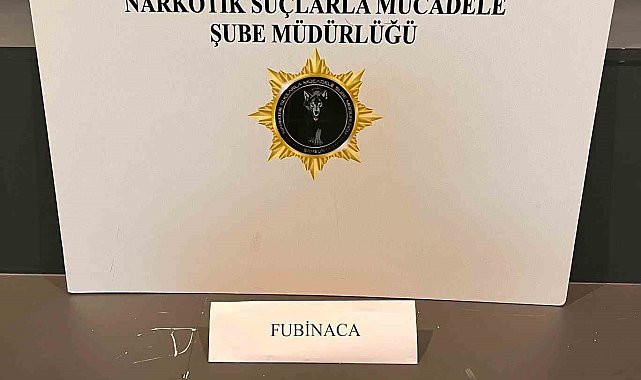 NARKOTİK SUÇLARLA MÜCADELE
ŞUBE MÜDÜRLÜĞÜ
FUBİNACA